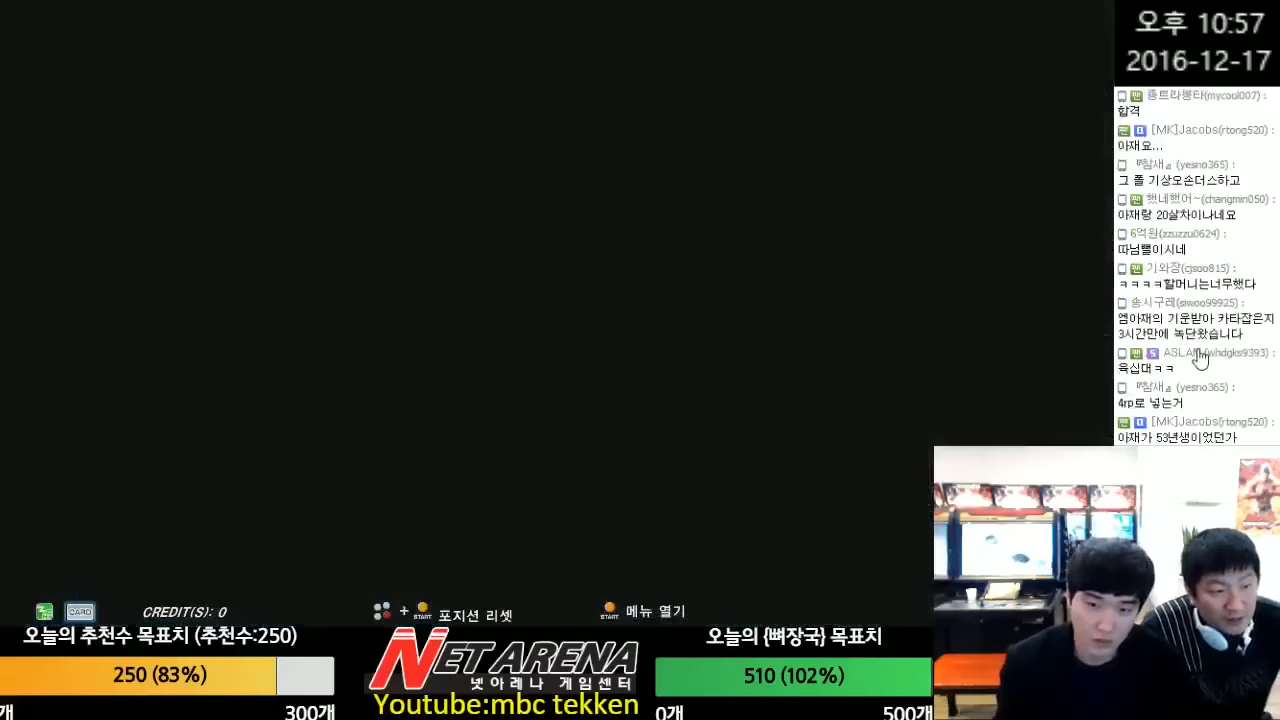 오후 10:57
2016-12-17
폼트라뽕타(mycool007) :
합격
[MK]Jacobs(rtong520) :
아재요...
『참새』(yesno365) :
그 폴 기상오손더스하고
했네했어~(changmin050) :
아재랑 20살차이나네요
6억원(zzuzzu0624) :
따넘뻘이시네
기와장(cjsoo815) :
ㅋㅋㅋㅋ할머니는너무했다
송시구레(siwoo99925) :
엠아재의 기운받아 카타잡은지
3시간만에 녹단왔습니다
ASLAN(whdgks9393) :
육십대ㅋㅋ
『참새』(yesno365) :
4rp로 넣는거
[MK]Jacobs(rtong520) :
아재가 53년생이었던가
CARD
CREDIT(S): 0
+ START 포지션 리셋
START 메뉴 열기
오늘의 추천수 목표치 (추천수:250)
250 (83%)
개
300개
NET ARENA
넷아레나 게임센터
Youtube:mbc tekken
오늘의 {뼈장국} 목표치
510 (102%)
0개
500개